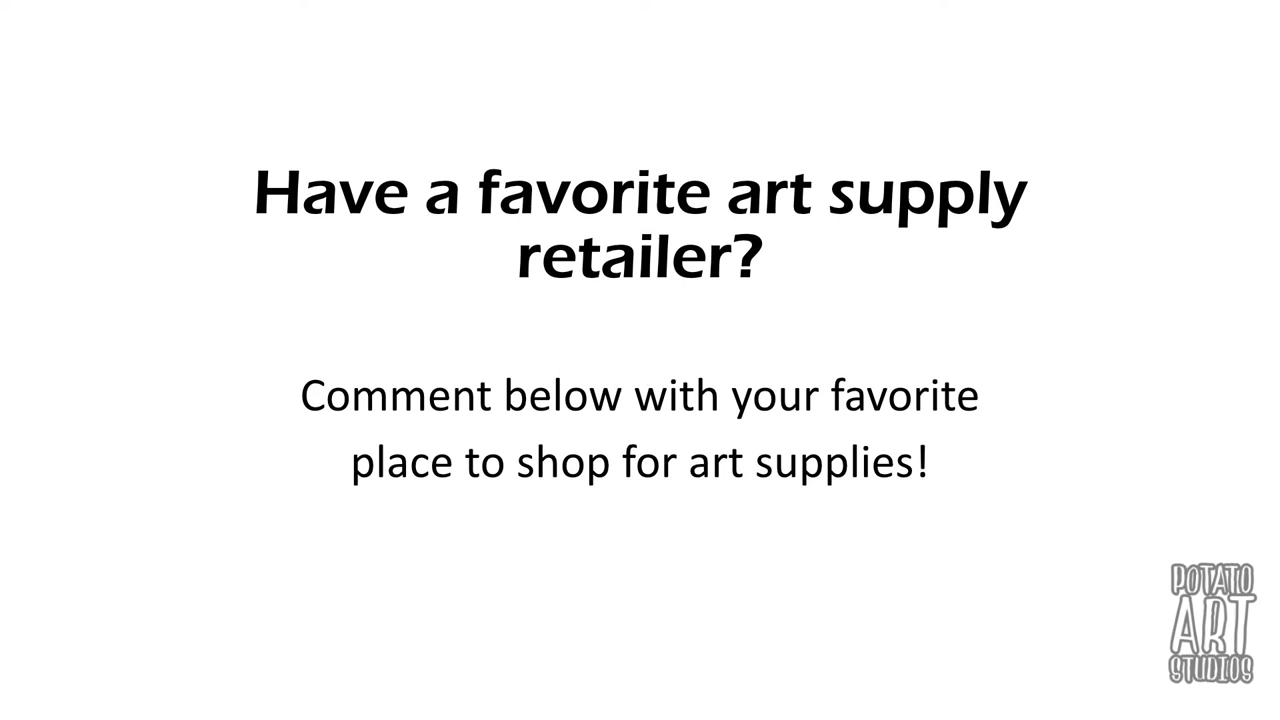 Have a favorite art supply
retailer?
Comment below with your favorite
place to shop for art supplies!
POTATO
ART
STUDIOS